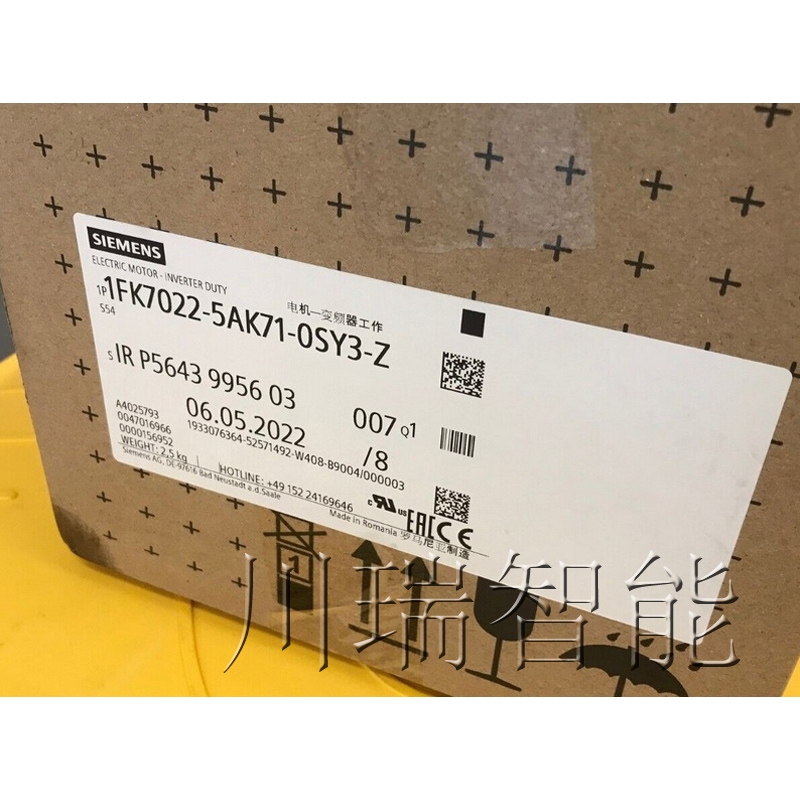 SIEMENS
ELECTRIC MOTOR - INVERTER DUTY
电机一变频器工作
1P 1FK7022-5AK71-0SY3-Z
S54
S IR P5643 9956 03 007 Q1
A4025793 06.05.2022 /8
0047016966 1933076364-52571492-W408-B9004/000003
0000156952
WEIGHT: 2,5 kg HOTLINE: +49 152 24169646
Siemens AG, DE-97616 Bad Neustadt a.d.Saale
c UL us EAC CE
Made in Romania 罗马尼亚制造
川瑞智能